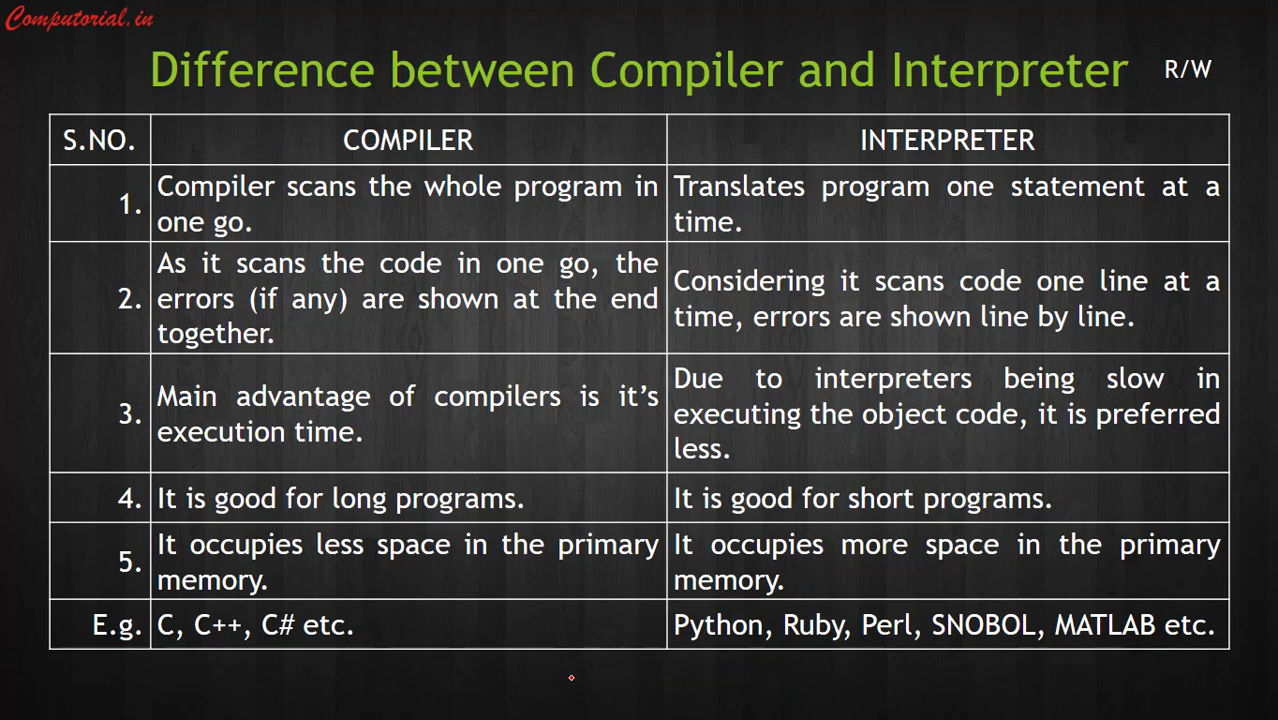 Computorial.in
Difference between Compiler and Interpreter
R/W
S.NO.
COMPILER
INTERPRETER
1.
Compiler scans the whole program in
one go.
Translates program one statement at a
time.
2.
As it scans the code in one go, the
errors (if any) are shown at the end
together.
Considering it scans code one line at a
time, errors are shown line by line.
3.
Main advantage of compilers is it’s
execution time.
Due to interpreters being slow in
executing the object code, it is preferred
less.
4.
It is good for long programs.
It is good for short programs.
5.
It occupies less space in the primary
memory.
It occupies more space in the primary
memory.
E.g.
C, C++, C# etc.
Python, Ruby, Perl, SNOBOL, MATLAB etc.